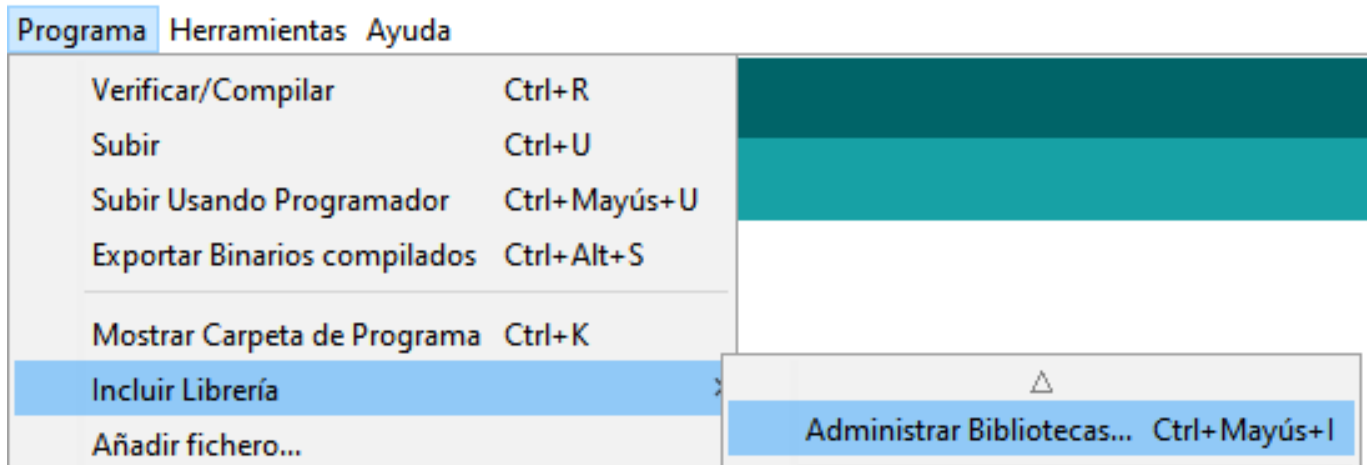 Programa Herramientas Ayuda
Verificar/Compilar Ctrl+R
Subir Ctrl+U
Subir Usando Programador Ctrl+Mayús+U
Exportar Binarios compilados Ctrl+Alt+S
Mostrar Carpeta de Programa Ctrl+K
Incluir Librería
Administrar Bibliotecas... Ctrl+Mayús+I
Añadir fichero...